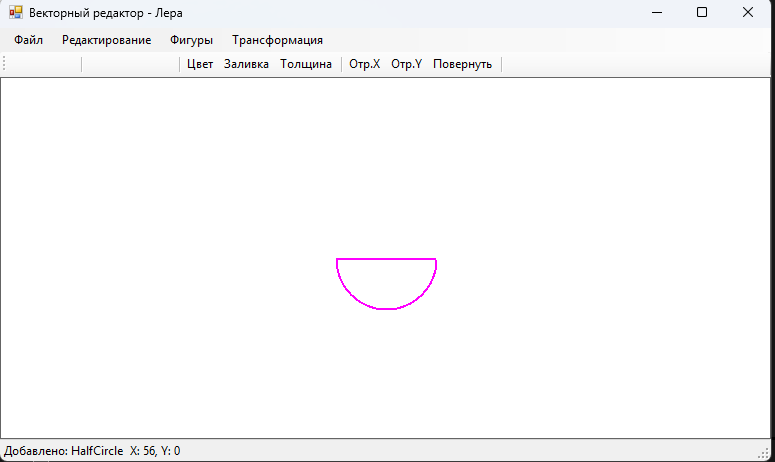 Векторный редактор - Лера
Файл Редактирование Фигуры Трансформация
Цвет Заливка Толщина Отр.X Отр.Y Повернуть
Добавлено: HalfCircle X: 56, Y: 0